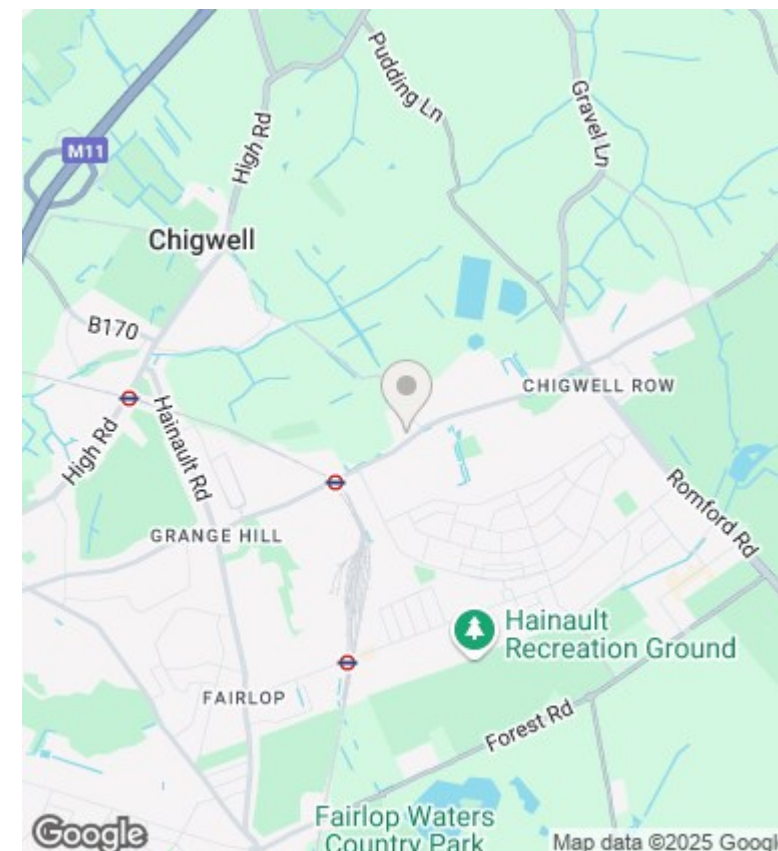 Pudding Ln
Gravel Ln
High Rd
M11
Chigwell
B170
CHIGWELL ROW
Hainault Rd
High Rd
Romford Rd
GRANGE HILL
Hainault
Recreation Ground
FAIRLOP
Forest Rd
Fairlop Waters
Country Park
Google
Map data ©2025 Googl